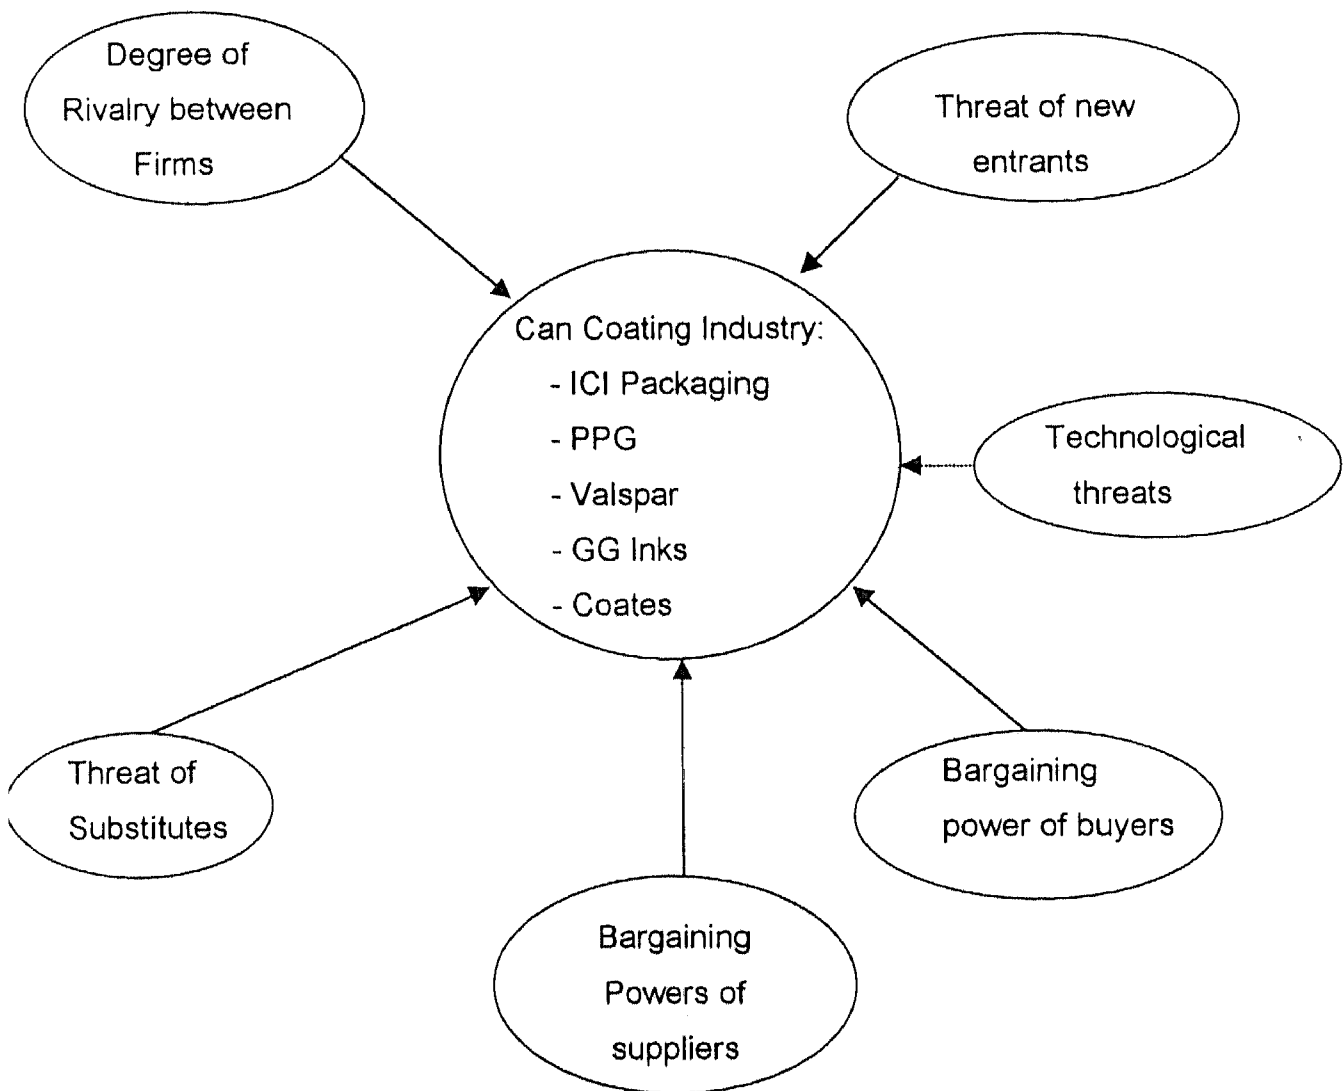 Degree of
Rivalry between
Firms
Threat of new
entrants
Can Coating Industry:
- ICI Packaging
- PPG
- Valspar
- GG Inks
- Coates
Technological
threats
Threat of
Substitutes
Bargaining
power of buyers
Bargaining
Powers of
suppliers